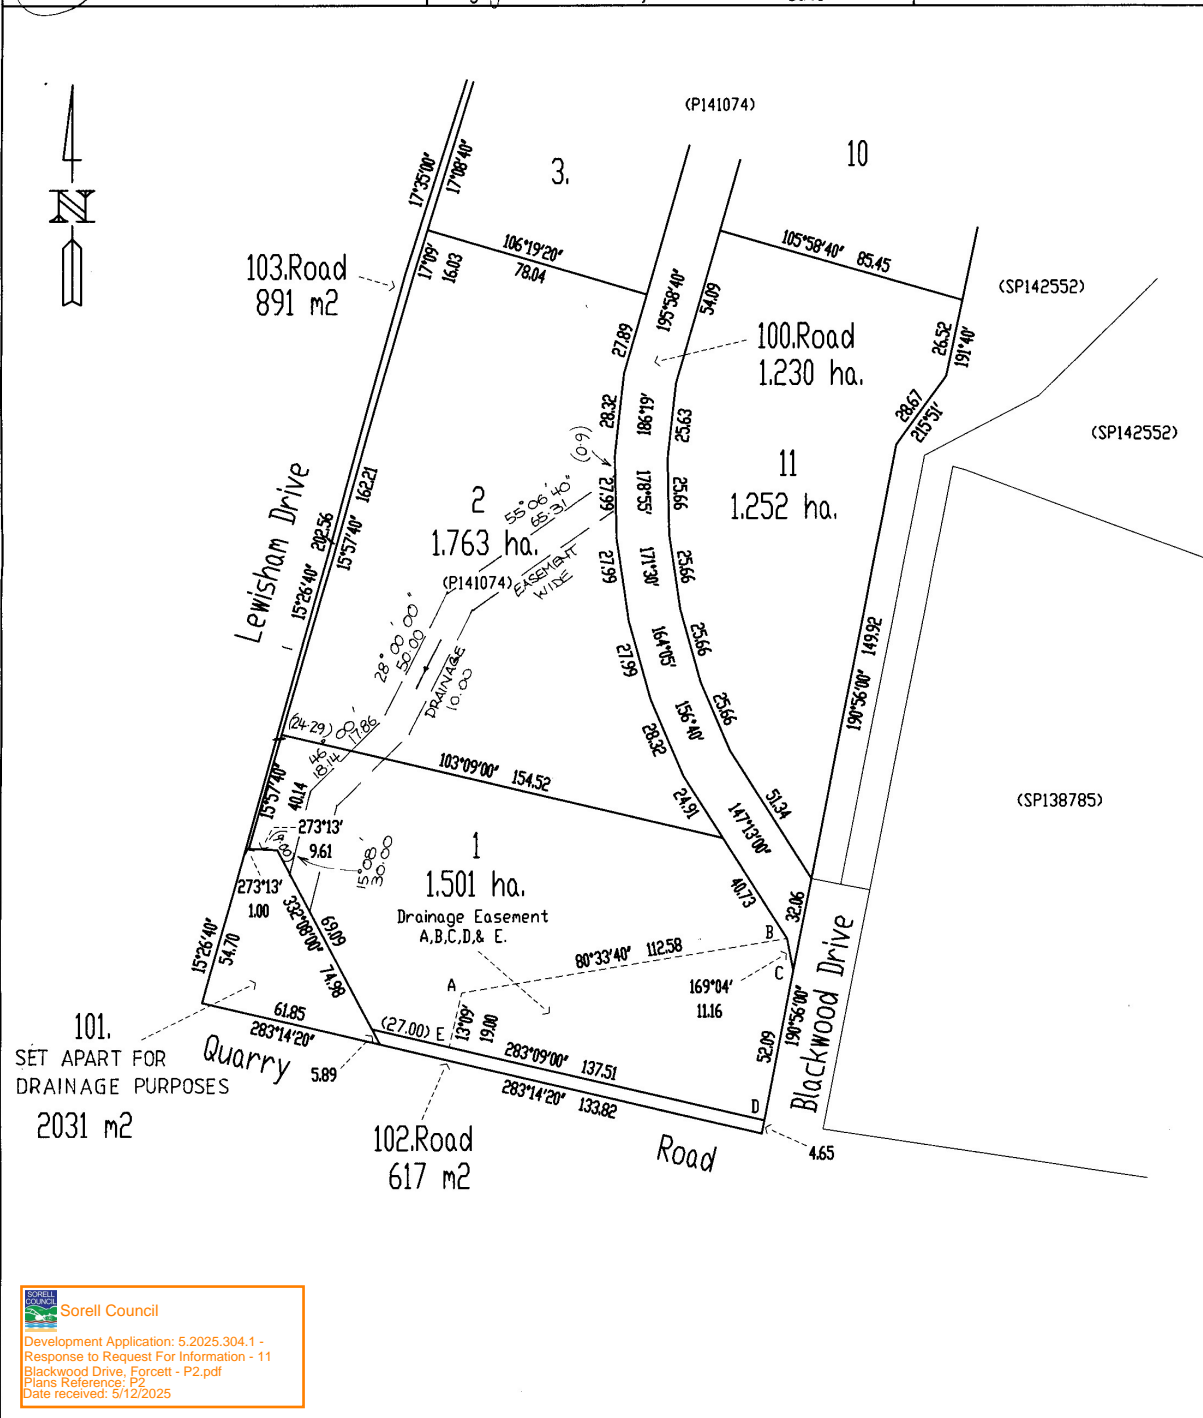 (P141074)
3.
10
17°35'00"
17°08'40"
N
106°19'20"
78.04
105°58'40" 85.45
17°09'
16.03
103.Road
891 m2
(SP142552)
195°58'40"
54.09
27.89
26.52
191°40'
100.Road
1.230 ha.
28.32
186°19'
25.63
28.67
215°51'
(SP142552)
(0.9)
2
1.763 ha.
55°06'40"
65.31
27.99
178°55'
25.66
11
1.252 ha.
Lewisham Drive
15°26'40" 202.56
15°57'40" 162.21
(P141074)
EASEMENT
WIDE
27.99
171°30'
25.66
28°00'00"
50.00
DRAINAGE
10.00
27.99
164°05'
25.66
190°56'00" 149.92
156°40'
25.66
28.32
(24.29)
46°00'
18.14 17.86
103°09'00" 154.52
15°57'40"
40.14
24.91
147°13'00"
51.34
(SP138785)
273°13'
9.61
(9.00)
15°08'
30.00
1
1.501 ha.
Drainage Easement
A,B,C,D,& E.
273°13'
1.00
332°08'00" 74.98
69.09
40.73
32.06
B
15°26'40"
54.70
80°33'40" 112.58
C
169°04'
11.16
A
Blackwood Drive
190°56'00"
52.09
61.85
283°14'20"
(27.00) E
13°09'
19.00
283°09'00" 137.51
101.
SET APART FOR
DRAINAGE PURPOSES
2031 m2
Quarry
5.89
283°14'20" 133.82
D
102.Road
617 m2
Road
4.65
SORELL
COUNCIL
Sorell Council
Development Application: 5.2025.304.1 -
Response to Request For Information - 11
Blackwood Drive, Forcett - P2.pdf
Plans Reference: P2
Date received: 5/12/2025